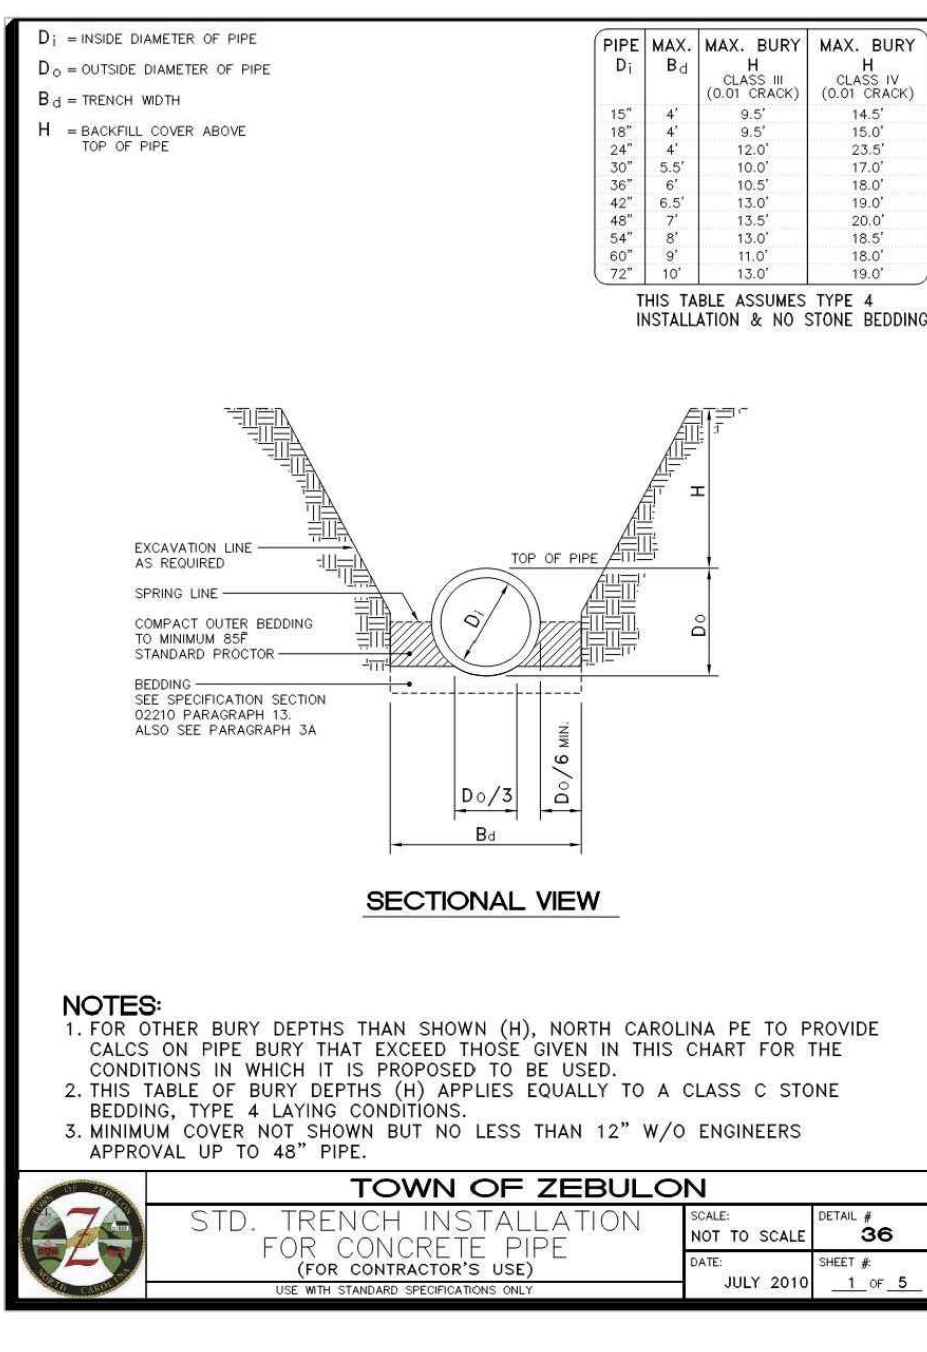 Di = INSIDE DIAMETER OF PIPE
Do = OUTSIDE DIAMETER OF PIPE
Bd = TRENCH WIDTH
H = BACKFILL COVER ABOVE
TOP OF PIPE
PIPE MAX. MAX. BURY MAX. BURY
Di Bd H H
CLASS III CLASS IV
(0.01 CRACK) (0.01 CRACK)
15" 4' 9.5' 14.5'
18" 4' 9.5' 15.0'
24" 4' 12.0' 23.5'
30" 5.5' 10.0' 17.0'
36" 6' 10.5' 18.0'
42" 6.5' 13.0' 19.0'
48" 7' 13.5' 20.0'
54" 8' 13.0' 18.5'
60" 9' 11.0' 18.0'
72" 10' 13.0' 19.0'
THIS TABLE ASSUMES TYPE 4
INSTALLATION & NO STONE BEDDING
H
EXCAVATION LINE
AS REQUIRED
TOP OF PIPE
SPRING LINE
Di
Do
COMPACT OUTER BEDDING
TO MINIMUM 85F
STANDARD PROCTOR
BEDDING
SEE SPECIFICATION SECTION
02210 PARAGRAPH 13.
ALSO SEE PARAGRAPH 3A
Do/3
Do/6 MIN.
Bd
SECTIONAL VIEW
NOTES:
1. FOR OTHER BURY DEPTHS THAN SHOWN (H), NORTH CAROLINA PE TO PROVIDE
CALCS ON PIPE BURY THAT EXCEED THOSE GIVEN IN THIS CHART FOR THE
CONDITIONS IN WHICH IT IS PROPOSED TO BE USED.
2. THIS TABLE OF BURY DEPTHS (H) APPLIES EQUALLY TO A CLASS C STONE
BEDDING, TYPE 4 LAYING CONDITIONS.
3. MINIMUM COVER NOT SHOWN BUT NO LESS THAN 12" W/O ENGINEERS
APPROVAL UP TO 48" PIPE.
TOWN OF ZEBULON
Z
NORTH CAROLINA
TOWN OF ZEBULON
STD. TRENCH INSTALLATION
FOR CONCRETE PIPE
(FOR CONTRACTOR'S USE)
USE WITH STANDARD SPECIFICATIONS ONLY
SCALE:
NOT TO SCALE
DETAIL #
36
DATE:
JULY 2010
SHEET #:
1 OF 5